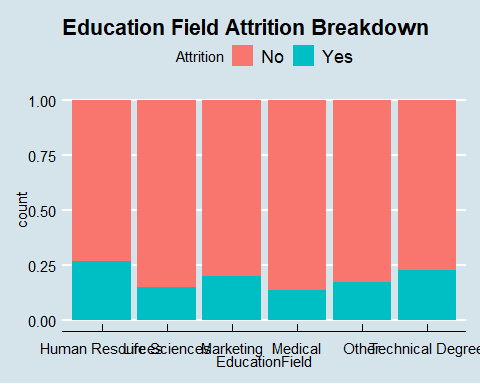 Education Field Attrition Breakdown
Attrition No Yes
1.00
0.75
0.50
0.25
0.00
count
Human Resources Life Sciences Marketing Medical Other Technical Degree
EducationField